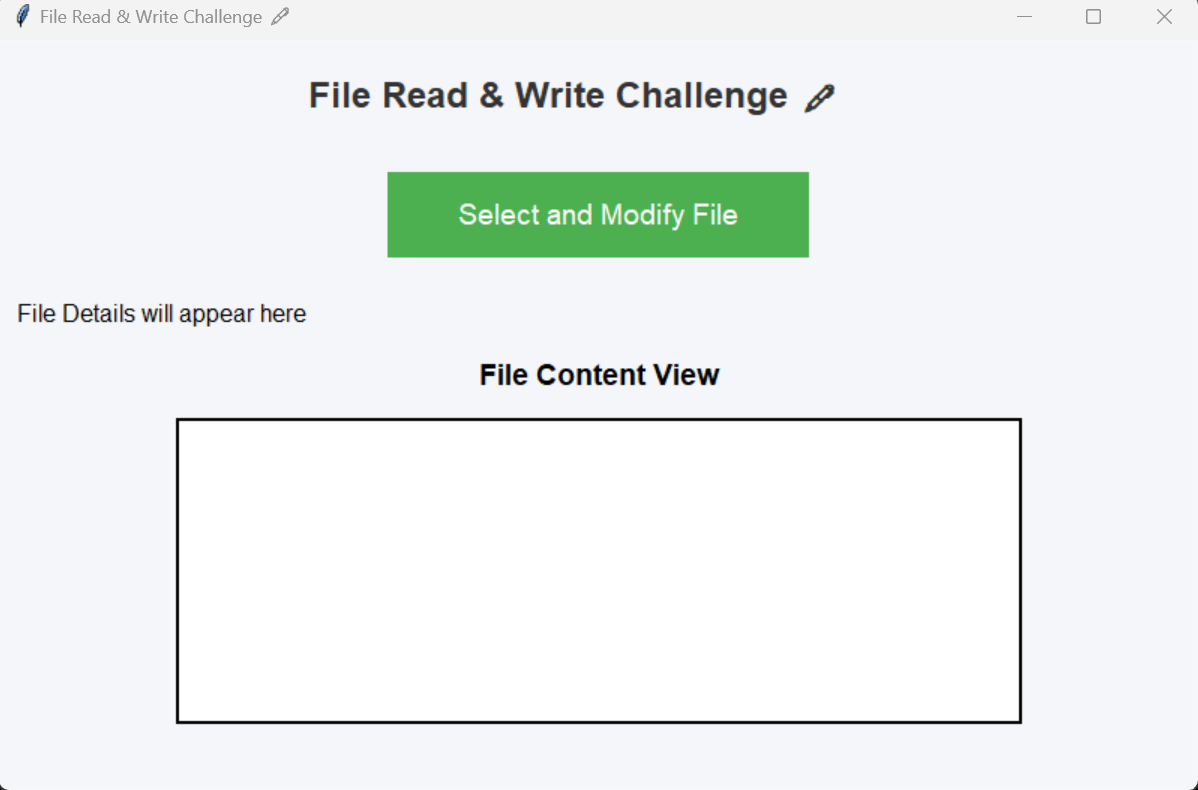 File Read & Write Challenge 🖊
File Read & Write Challenge 🖊
Select and Modify File
File Details will appear here
File Content View